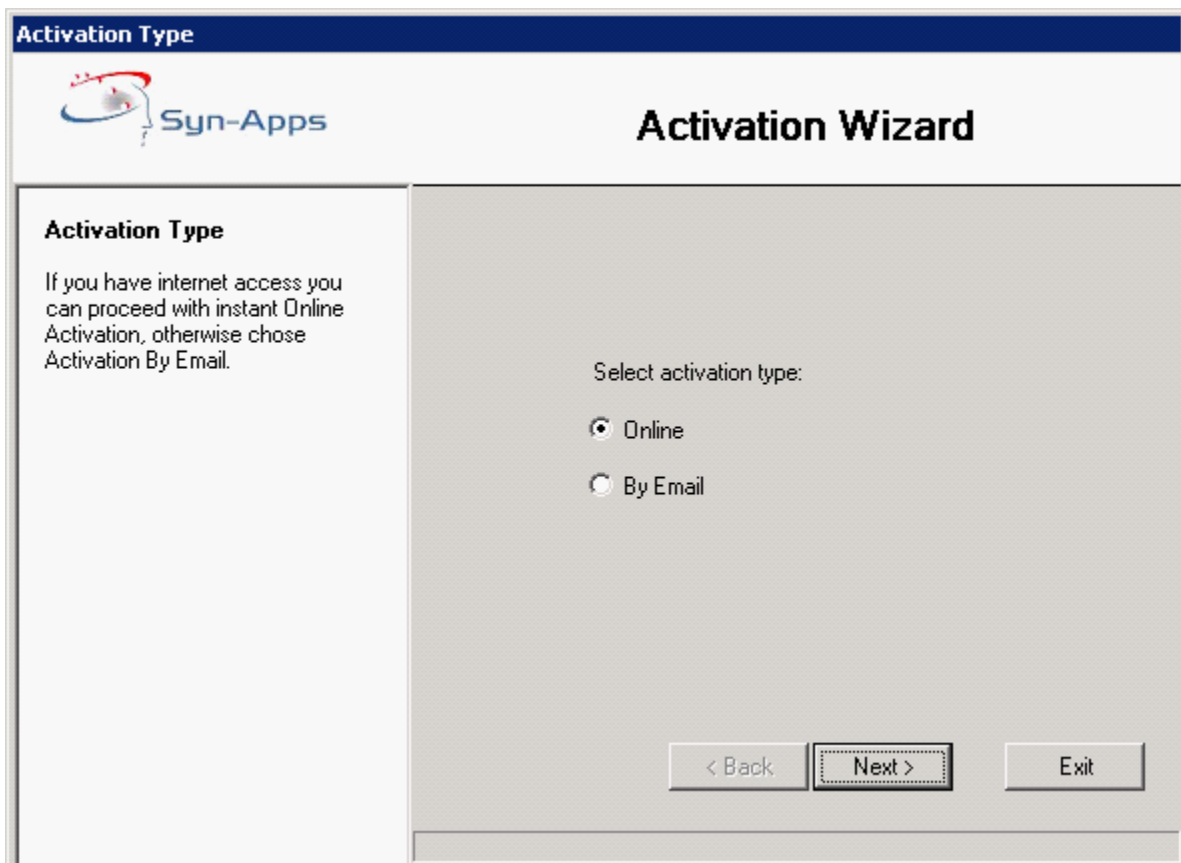 Activation Type
Syn-Apps
Activation Wizard
Activation Type
If you have internet access you
can proceed with instant Online
Activation, otherwise chose
Activation By Email.
Select activation type:
Online
By Email
< Back
Next >
Exit